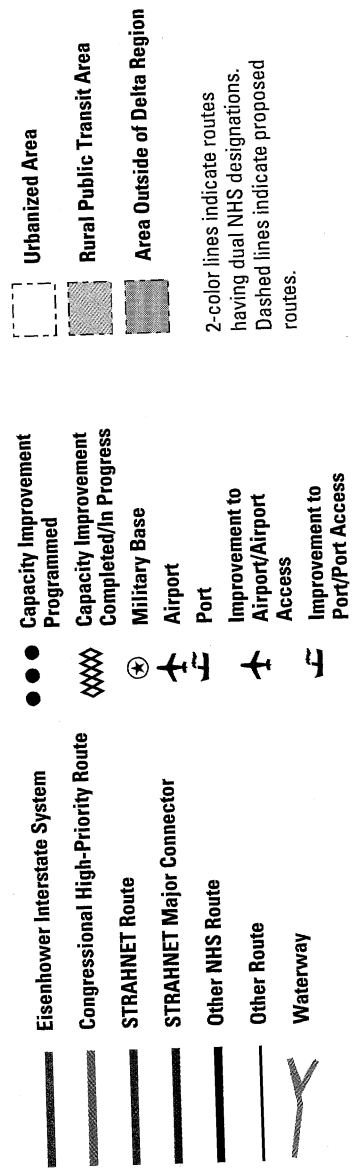 Eisenhower Interstate System
Congressional High-Priority Route
STRAHNET Route
STRAHNET Major Connector
Other NHS Route
Other Route
Waterway
Capacity Improvement
Programmed
Capacity Improvement
Completed/In Progress
Military Base
Airport
Port
Improvement to
Airport/Airport
Access
Improvement to
Port/Port Access
Urbanized Area
Rural Public Transit Area
Area Outside of Delta Region
2-color lines indicate routes
having dual NHS designations.
Dashed lines indicate proposed
routes.